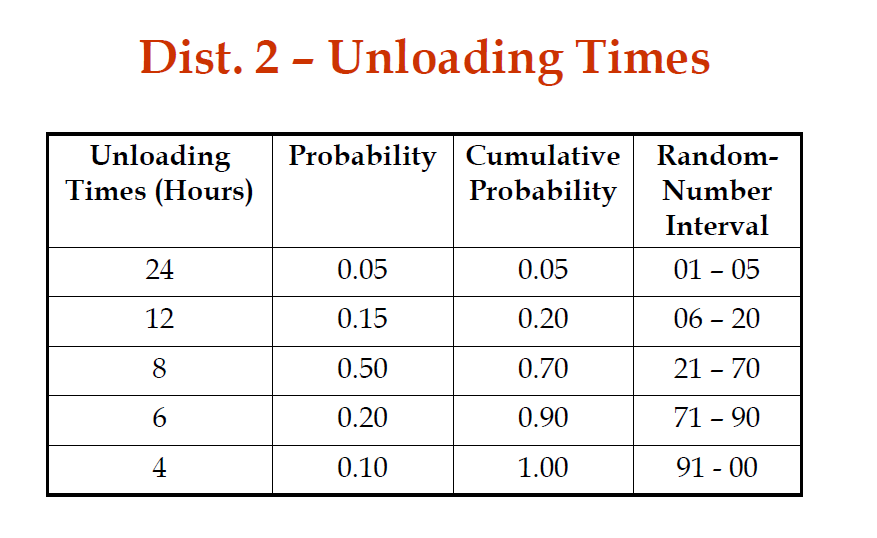 Dist. 2 – Unloading Times
Unloading Times (Hours) Probability Cumulative Probability Random-Number Interval
24 0.05 0.05 01 – 05
12 0.15 0.20 06 – 20
8 0.50 0.70 21 – 70
6 0.20 0.90 71 – 90
4 0.10 1.00 91 - 00